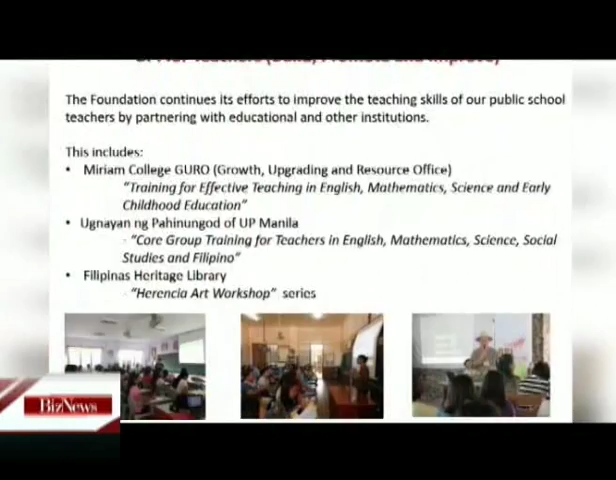 The Foundation continues its efforts to improve the teaching skills of our public school
teachers by partnering with educational and other institutions.
This includes:
• Miriam College GURO (Growth, Upgrading and Resource Office)
"Training for Effective Teaching in English, Mathematics, Science and Early
Childhood Education"
• Ugnayan ng Pahinungod of UP Manila
- "Core Group Training for Teachers in English, Mathematics, Science, Social
Studies and Filipino"
• Filipinas Heritage Library
- "Herencia Art Workshop" series
BizNews